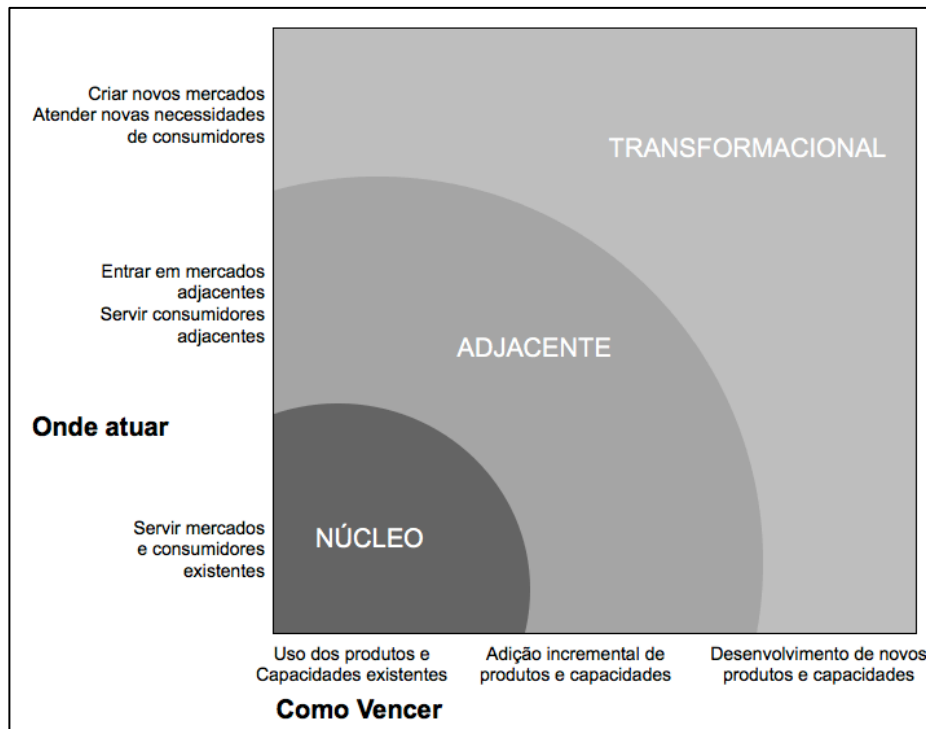 Criar novos mercados
Atender novas necessidades
de consumidores
TRANSFORMACIONAL
Entrar em mercados
adjacentes
Servir consumidores
adjacentes
ADJACENTE
Onde atuar
Servir mercados
e consumidores
existentes
NÚCLEO
Uso dos produtos e
Capacidades existentes
Adição incremental de
produtos e capacidades
Desenvolvimento de novos
produtos e capacidades
Como Vencer